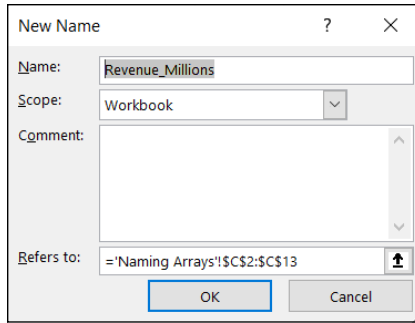 New Name ? ×
Name: Revenue_Millions
Scope: Workbook
Comment:
Refers to: ='Naming Arrays'!$C$2:$C$13
OK Cancel